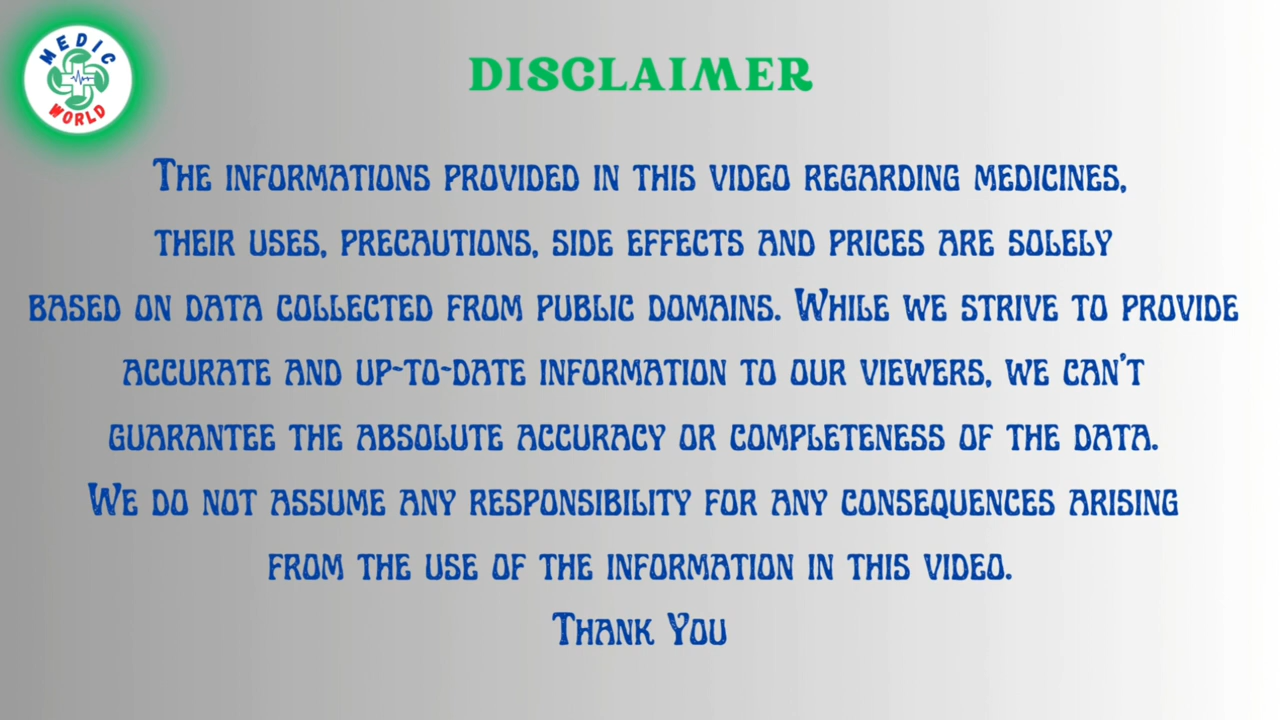 MEDIC
WORLD
DISCLAIMER
The informations provided in this video regarding medicines,
their uses, precautions, side effects and prices are solely
based on data collected from public domains. While we strive to provide
accurate and up-to-date information to our viewers, we can't
guarantee the absolute accuracy or completeness of the data.
We do not assume any responsibility for any consequences arising
from the use of the information in this video.
Thank You